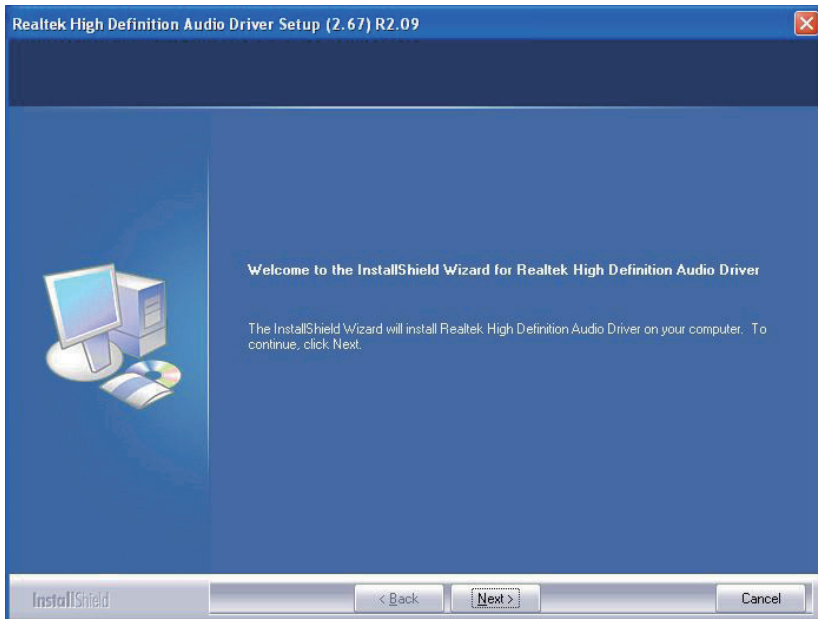 Realtek High Definition Audio Driver Setup (2.67) R2.09
Welcome to the InstallShield Wizard for Realtek High Definition Audio Driver
The InstallShield Wizard will install Realtek High Definition Audio Driver on your computer. To
continue, click Next.
InstallShield
< Back
Next >
Cancel